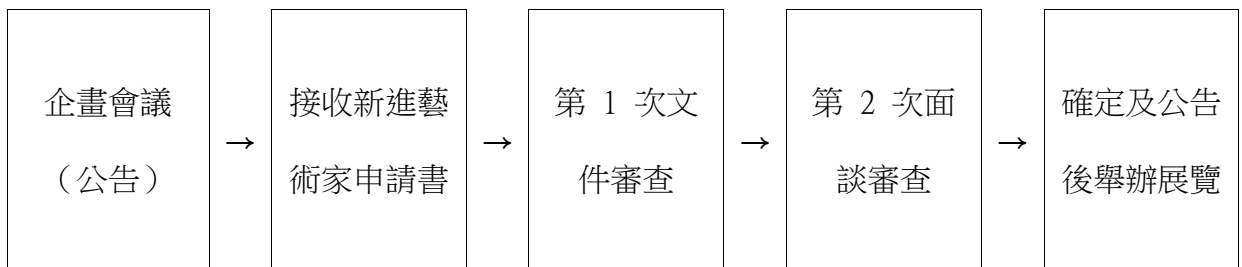 企畫會議
（公告）
→
接收新進藝
術家申請書
→
第 1 次文
件審查
→
第 2 次面
談審查
→
確定及公告
後舉辦展覽